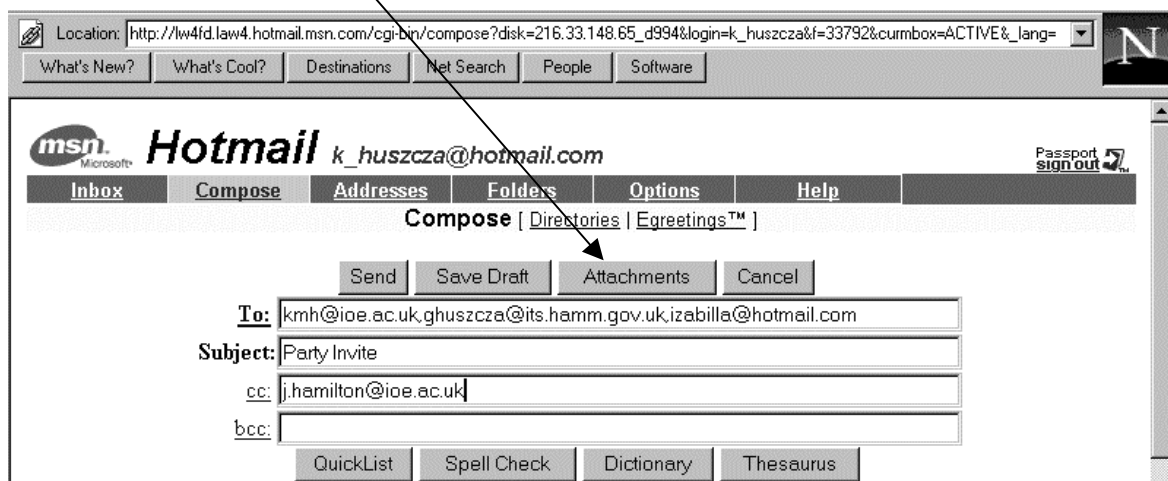 Location: http://lw4fd.law4.hotmail.msn.com/cgi-bin/compose?disk=216.33.148.65_d994&login=k_huszcza&f=33792&curmbox=ACTIVE&_lang=
What's New? What's Cool? Destinations Net Search People Software
N
msn. Microsoft® Hotmail k_huszcza@hotmail.com
Passport
sign out ™
Inbox Compose Addresses Folders Options Help
Compose [ Directories | Egreetings™ ]
Send Save Draft Attachments Cancel
To: kmh@ioe.ac.uk,ghuszcza@its.hamm.gov.uk,izabilla@hotmail.com
Subject: Party Invite
cc: j.hamilton@ioe.ac.uk
bcc:
QuickList Spell Check Dictionary Thesaurus